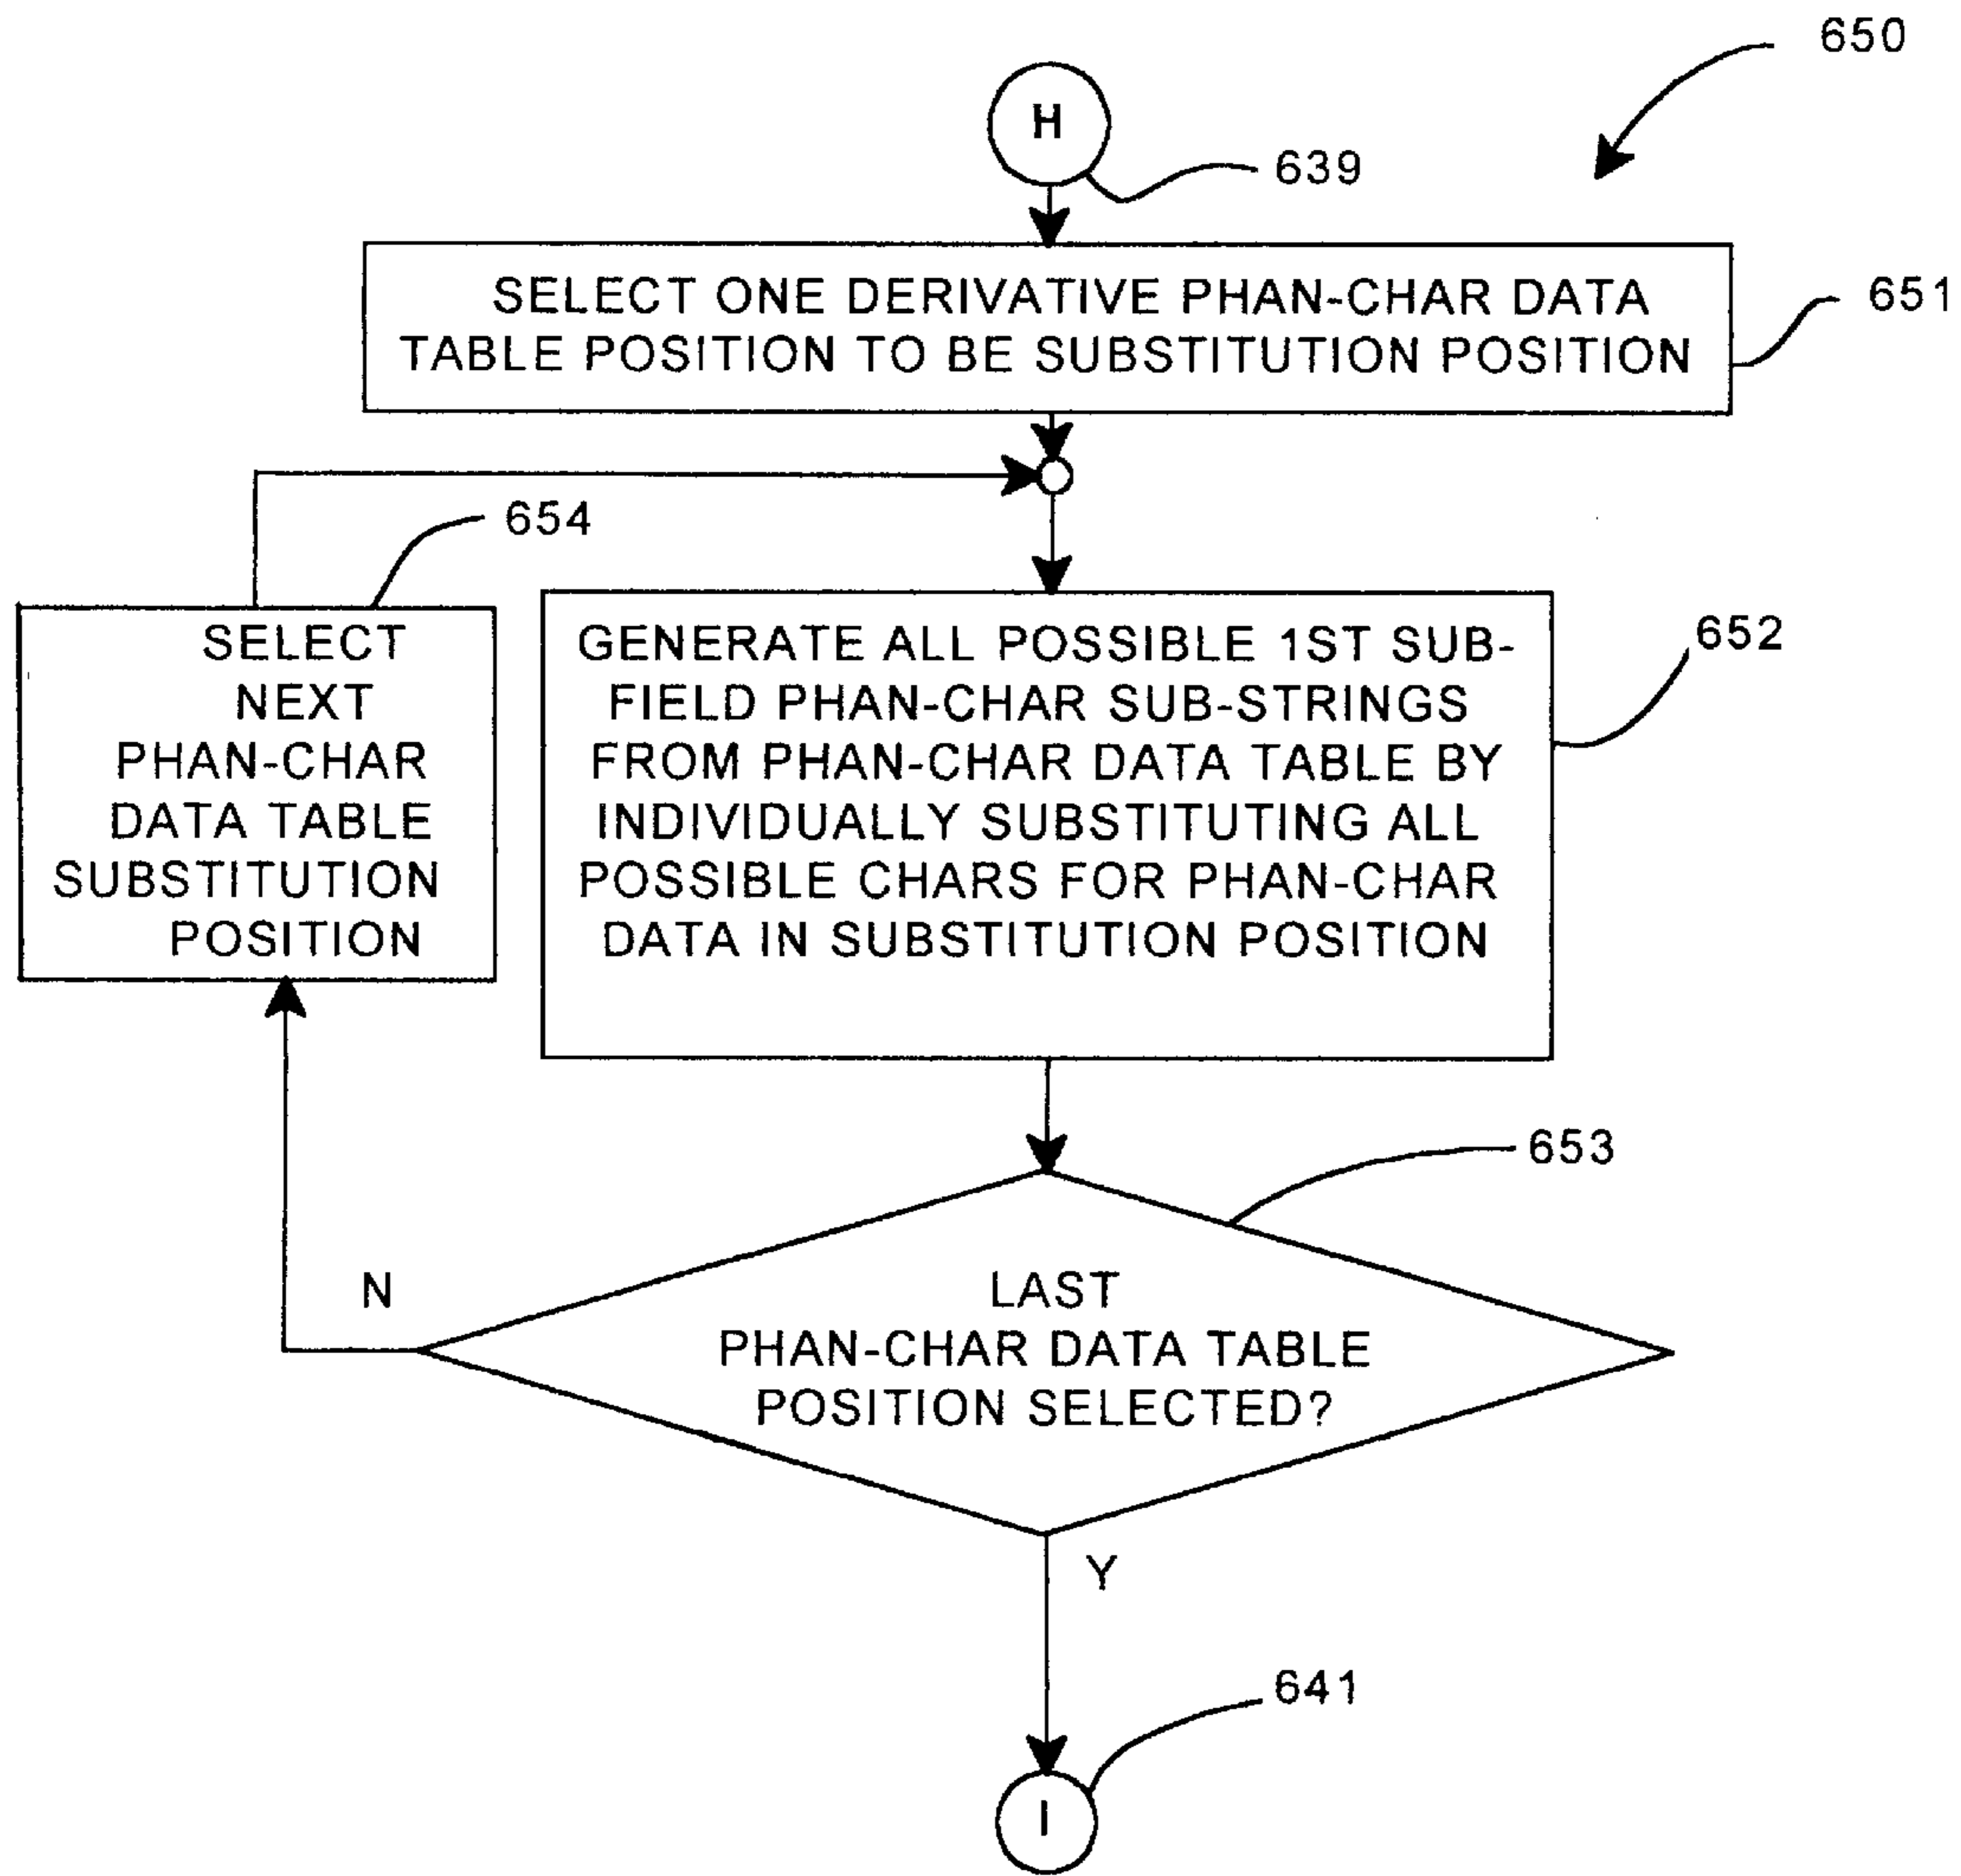 650
H
639
SELECT ONE DERIVATIVE PHAN-CHAR DATA
TABLE POSITION TO BE SUBSTITUTION POSITION
651
654
SELECT
NEXT
PHAN-CHAR
DATA TABLE
SUBSTITUTION
POSITION
GENERATE ALL POSSIBLE 1ST SUB-
FIELD PHAN-CHAR SUB-STRINGS
FROM PHAN-CHAR DATA TABLE BY
INDIVIDUALLY SUBSTITUTING ALL
POSSIBLE CHARS FOR PHAN-CHAR
DATA IN SUBSTITUTION POSITION
652
653
N
LAST
PHAN-CHAR DATA TABLE
POSITION SELECTED?
Y
641
I